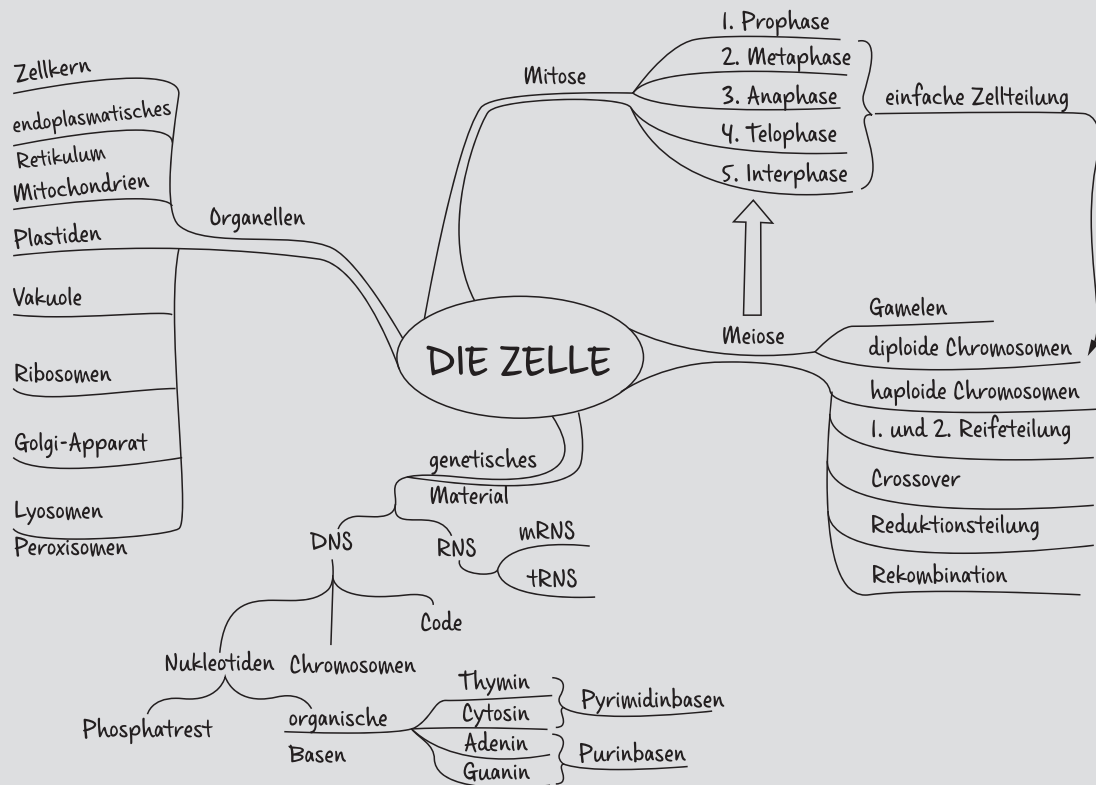 DIE ZELLE
Organellen
Zellkern
endoplasmatisches
Retikulum
Mitochondrien
Plastiden
Vakuole
Ribosomen
Golgi-Apparat
Lyosomen
Peroxisomen
Mitose
1. Prophase
2. Metaphase
3. Anaphase
4. Telophase
5. Interphase
einfache Zellteilung
Meiose
Gamelen
diploide Chromosomen
haploide Chromosomen
1. und 2. Reifeteilung
Crossover
Reduktionsteilung
Rekombination
genetisches
Material
DNS
RNS
mRNS
tRNS
Code
Nukleotiden
Chromosomen
Phosphatrest
organische
Basen
Thymin
Cytosin
Adenin
Guanin
Pyrimidinbasen
Purinbasen